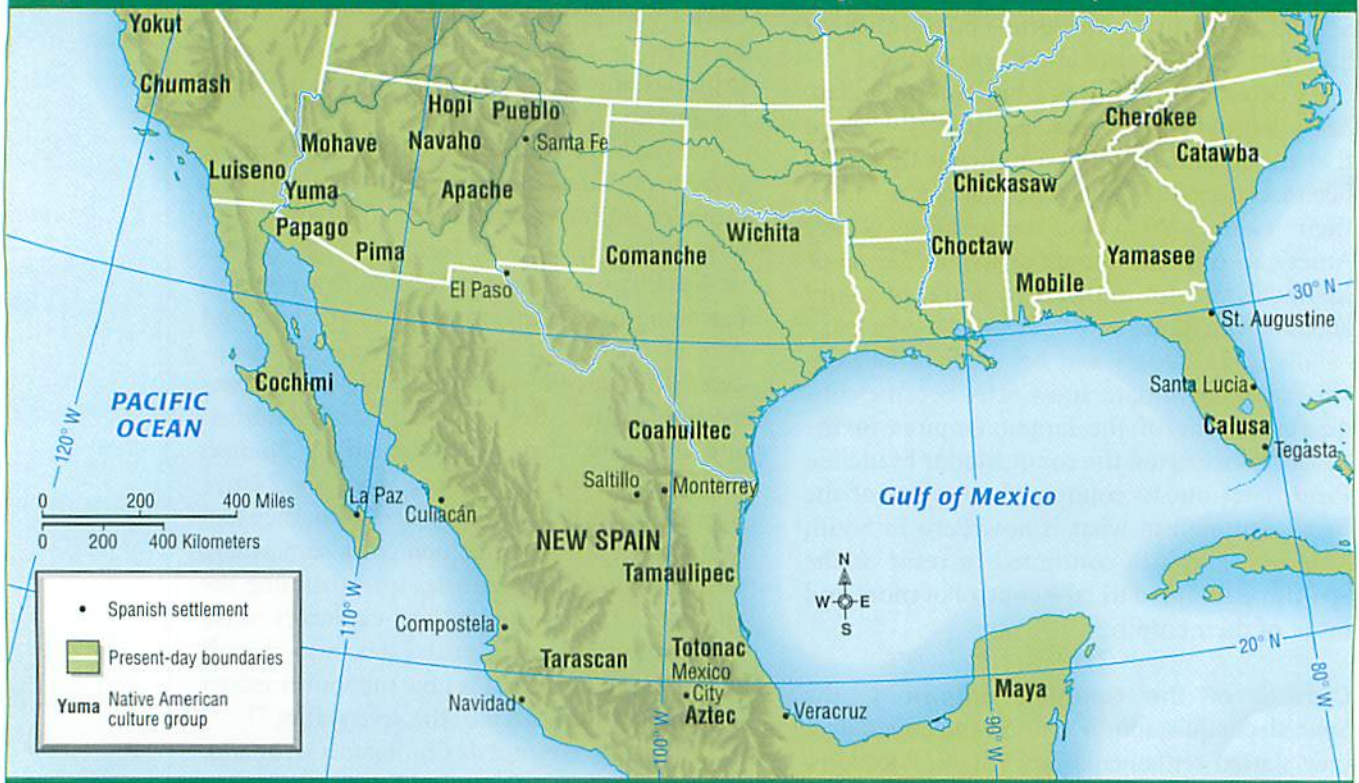 Yokut
Chumash
Hopi
Pueblo
Mohave
Navaho
Santa Fe
Cherokee
Catawba
Luiseno
Yuma
Apache
Chickasaw
Papago
Pima
Comanche
Wichita
Choctaw
Yamasee
Mobile
El Paso
30° N
St. Augustine
Cochimi
Santa Lucia
PACIFIC
OCEAN
120° W
Coahuiltec
Calusa
Tegasta
Saltillo
Monterrey
Gulf of Mexico
0 200 400 Miles
0 200 400 Kilometers
La Paz
Culiacán
NEW SPAIN
Tamaulipec
N
W E
S
Spanish settlement
Present-day boundaries
Yuma Native American
culture group
110° W
Compostela
Tarascan
Totonac
Mexico
City
Aztec
Navidad
Veracruz
Maya
20° N
80° W
100° W
90° W